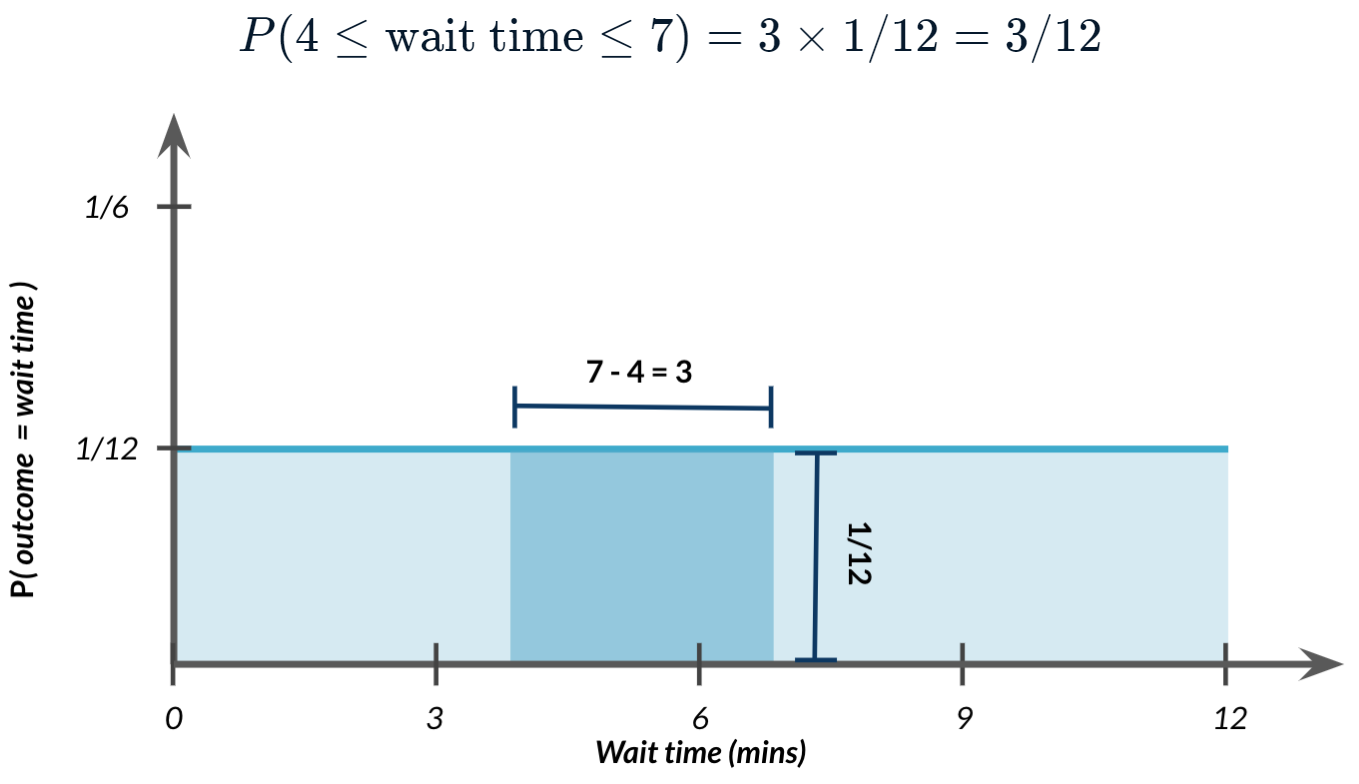 P(4 ≤ wait time ≤ 7) = 3 × 1/12 = 3/12
1/6
P( outcome = wait time )
7 - 4 = 3
1/12
1/12
0 3 6 9 12
Wait time (mins)